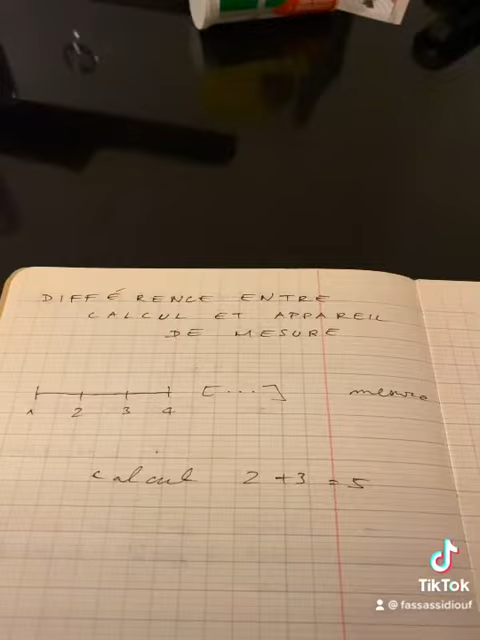 DIFFÉRENCE ENTRE
CALCUL ET APPAREIL
DE MESURE
[...] mesure
1 2 3 4
calcul 2 + 3 = 5
TikTok
@ fassassidiouf